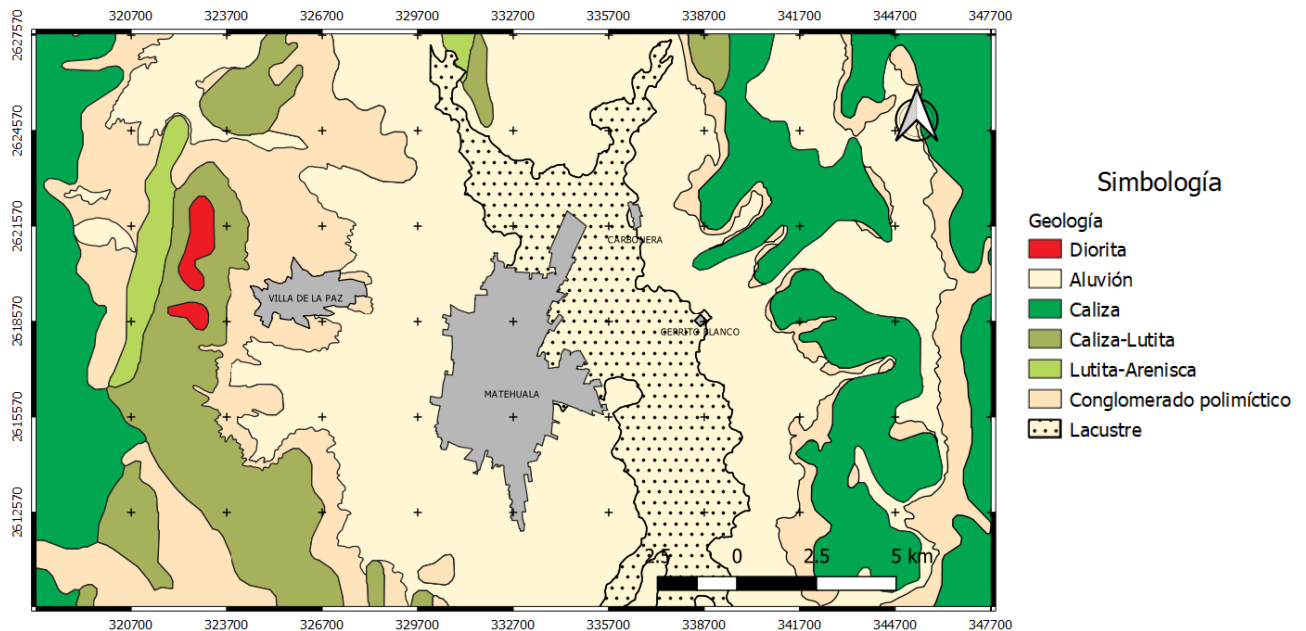 320700 323700 326700 329700 332700 335700 338700 341700 344700 347700
2627570
2624570
2621570
2618570
2615570
2612570
CARBONERA
VILLA DE LA PAZ
CERRITO BLANCO
MATEHUALA
2.5 0 2.5 5 km
320700 323700 326700 329700 332700 335700 338700 341700 344700 347700
Simbología
Geología
Diorita
Aluvión
Caliza
Caliza-Lutita
Lutita-Arenisca
Conglomerado polimíctico
Lacustre